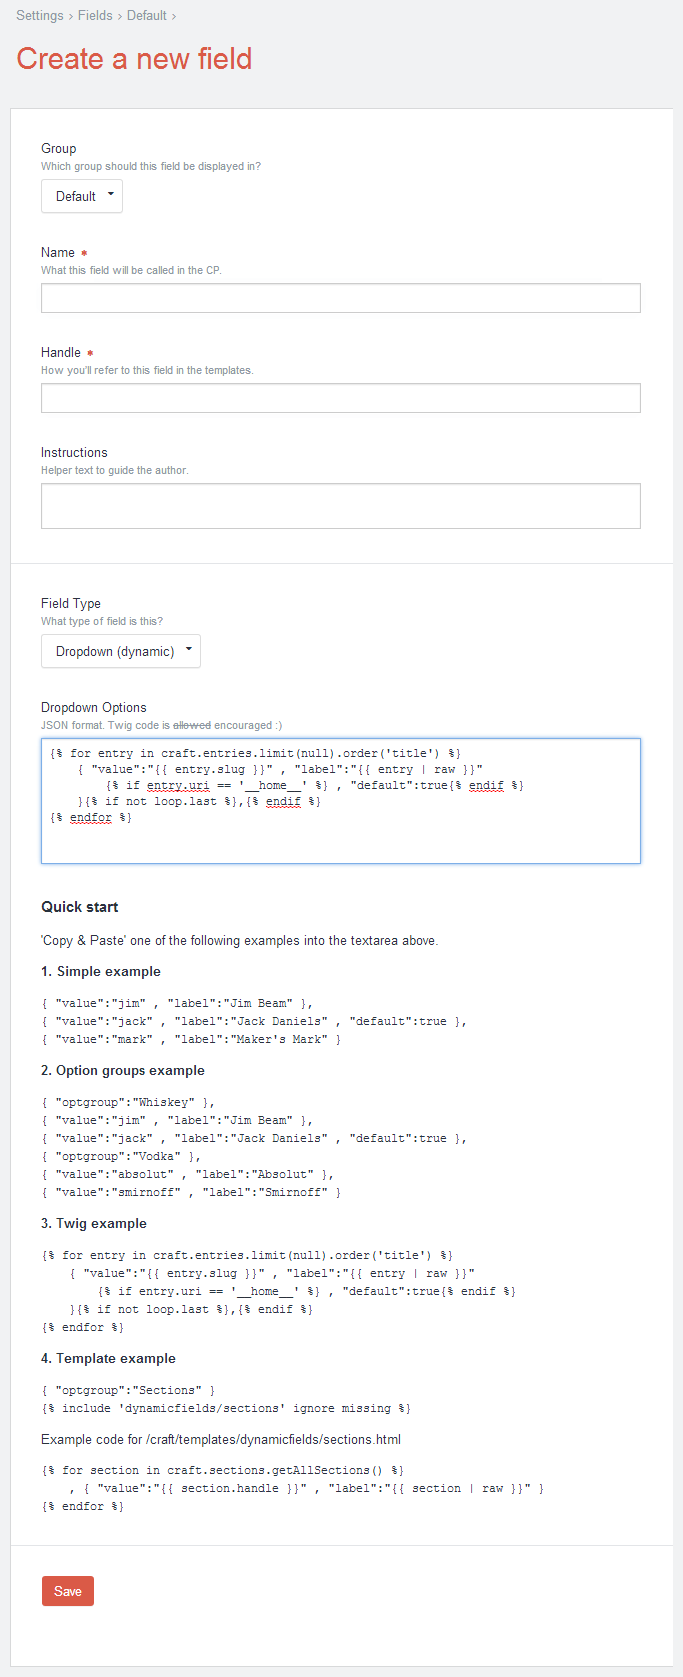 Settings › Fields › Default ›
Create a new field
Group
Which group should this field be displayed in?
Default
Name *
What this field will be called in the CP.
Handle *
How you'll refer to this field in the templates.
Instructions
Helper text to guide the author.
Field Type
What type of field is this?
Dropdown (dynamic)
Dropdown Options
JSON format. Twig code is allowed encouraged :)
{% for entry in craft.entries.limit(null).order('title') %}
    { "value":"{{ entry.slug }}" , "label":"{{ entry | raw }}"
        {% if entry.uri == '__home__' %} , "default":true{% endif %}
    }{% if not loop.last %},{% endif %}
{% endfor %}
Quick start
'Copy & Paste' one of the following examples into the textarea above.
1. Simple example
{ "value":"jim" , "label":"Jim Beam" },
{ "value":"jack" , "label":"Jack Daniels" , "default":true },
{ "value":"mark" , "label":"Maker's Mark" }
2. Option groups example
{ "optgroup":"Whiskey" },
{ "value":"jim" , "label":"Jim Beam" },
{ "value":"jack" , "label":"Jack Daniels" , "default":true },
{ "optgroup":"Vodka" },
{ "value":"absolut" , "label":"Absolut" },
{ "value":"smirnoff" , "label":"Smirnoff" }
3. Twig example
{% for entry in craft.entries.limit(null).order('title') %}
    { "value":"{{ entry.slug }}" , "label":"{{ entry | raw }}"
        {% if entry.uri == '__home__' %} , "default":true{% endif %}
    }{% if not loop.last %},{% endif %}
{% endfor %}
4. Template example
{ "optgroup":"Sections" }
{% include 'dynamicfields/sections' ignore missing %}
Example code for /craft/templates/dynamicfields/sections.html
{% for section in craft.sections.getAllSections() %}
    , { "value":"{{ section.handle }}" , "label":"{{ section | raw }}" }
{% endfor %}
Save